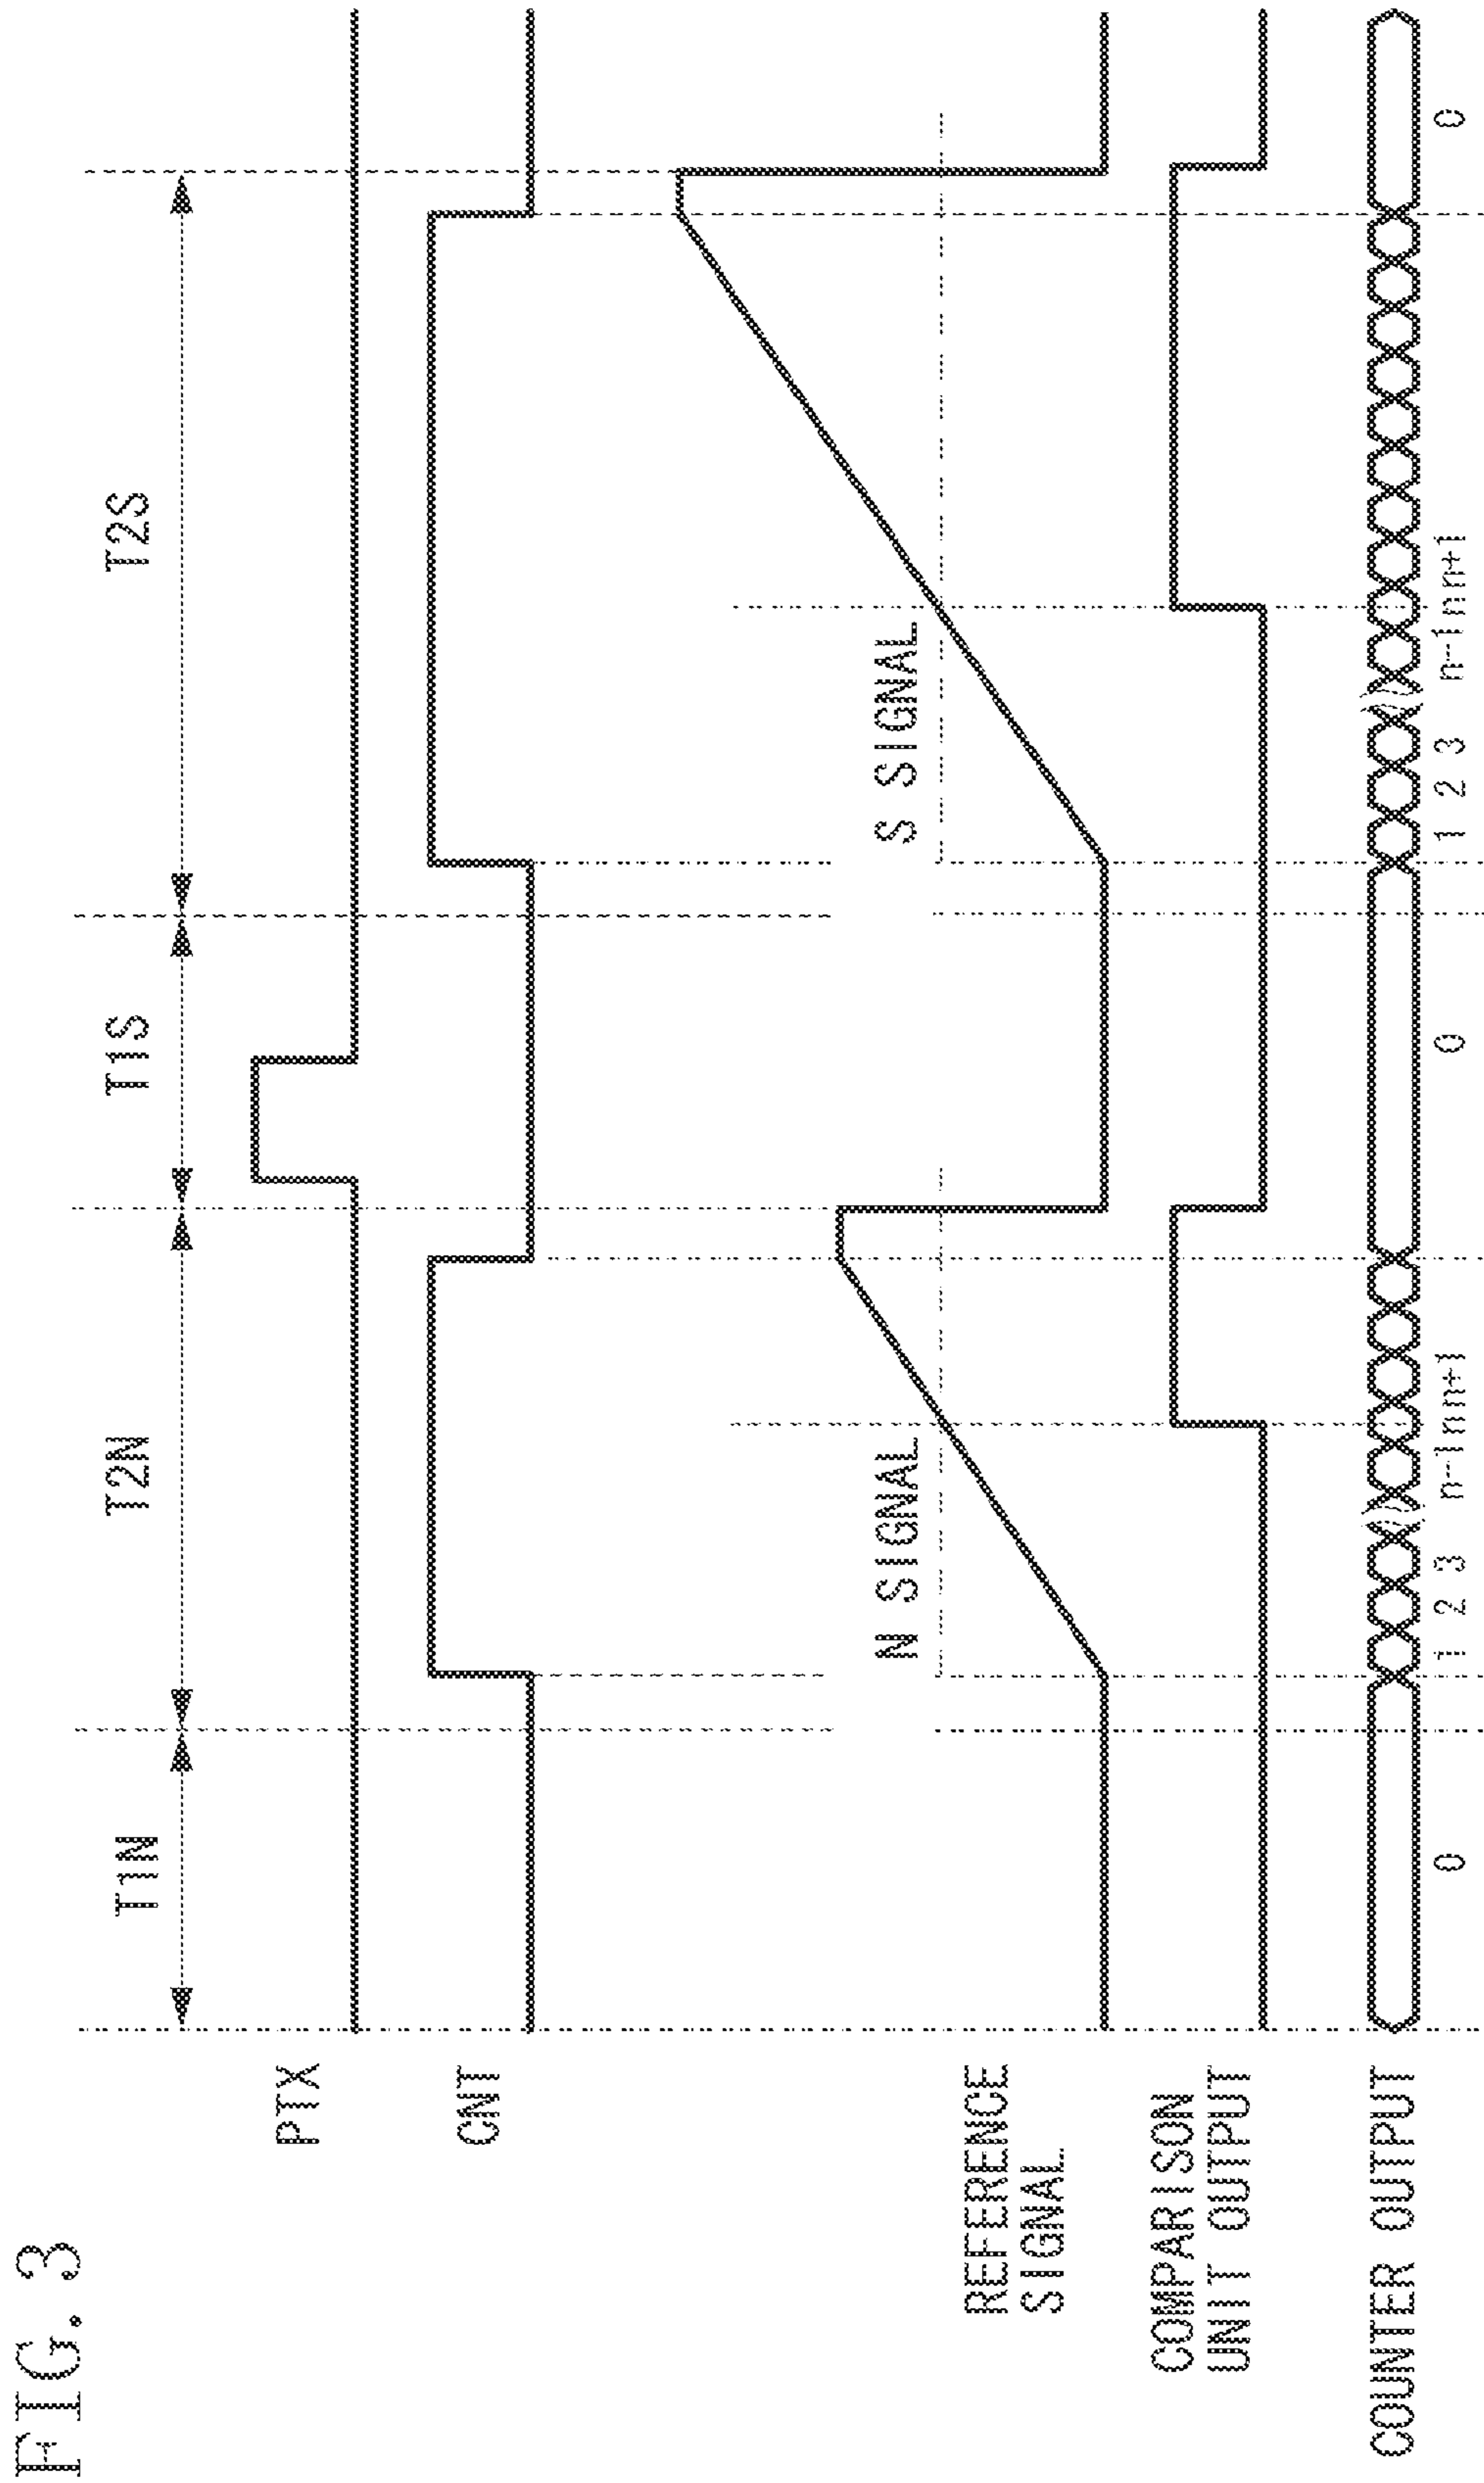 FIG. 3
T1N T2N T1S T2S
PTX
CNT
N SIGNAL S SIGNAL
REFERENCE
SIGNAL
COMPARISON
UNIT OUTPUT
COUNTER OUTPUT
0 1 2 3 n-1 n n+1 0 1 2 3 n-1 n n+1 0